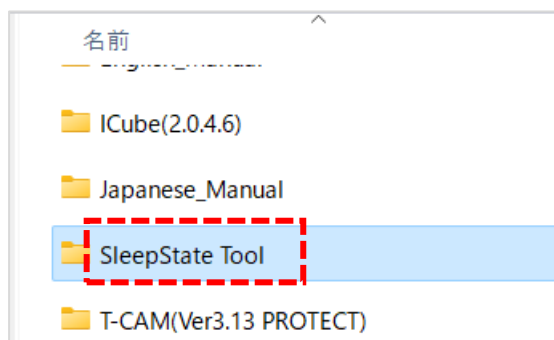 名前
ICube(2.0.4.6)
Japanese_Manual
SleepState Tool
T-CAM(Ver3.13 PROTECT)